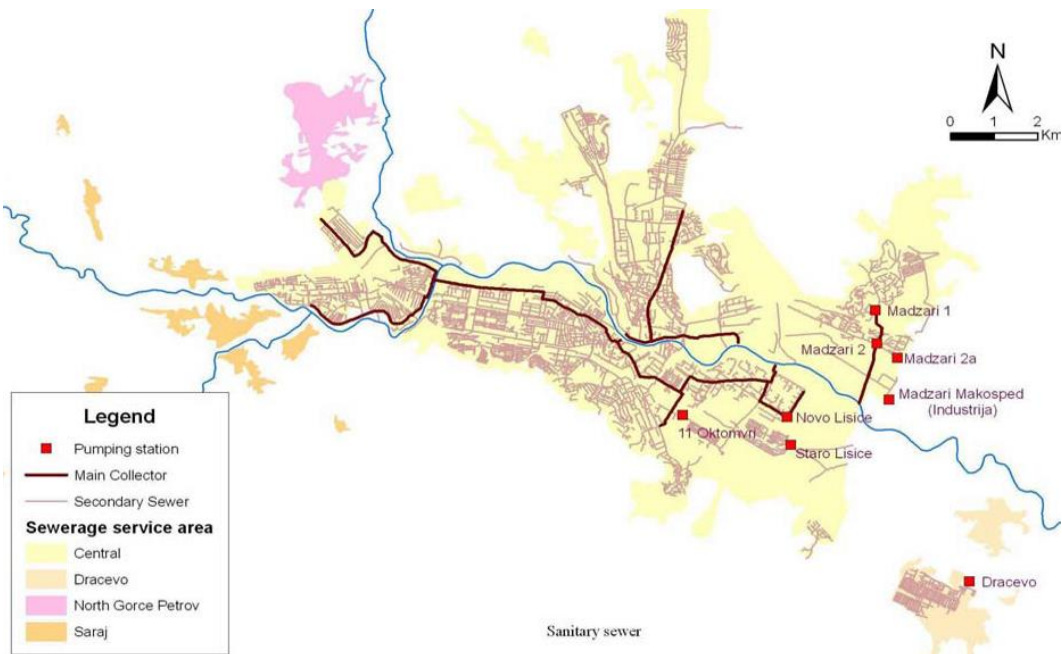 N
0 1 2
Km
Madzari 1
Madzari 2
Madzari 2a
Madzari Makosped
(Industrija)
Novo Lisice
11 Oktomvri
Staro Lisice
Dracevo
Legend
Pumping station
Main Collector
Secondary Sewer
Sewerage service area
Central
Dracevo
North Gorce Petrov
Saraj
Sanitary sewer